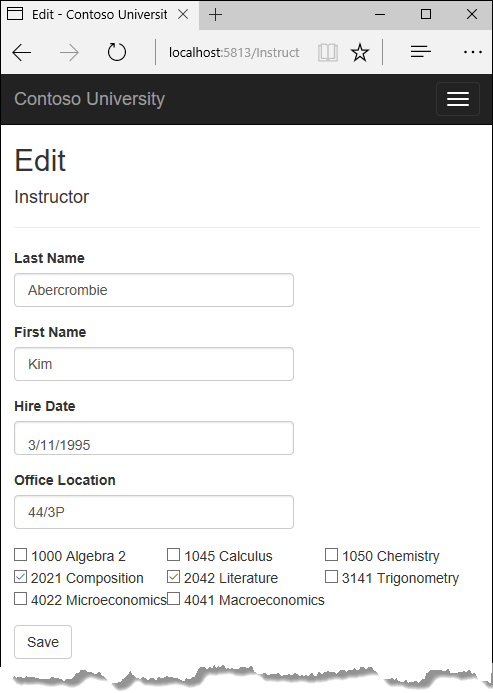 Edit - Contoso Universit
localhost:5813/Instruct
Contoso University
Edit
Instructor
Last Name
Abercrombie
First Name
Kim
Hire Date
3/11/1995
Office Location
44/3P
1000 Algebra 2 1045 Calculus 1050 Chemistry
2021 Composition 2042 Literature 3141 Trigonometry
4022 Microeconomics 4041 Macroeconomics
Save